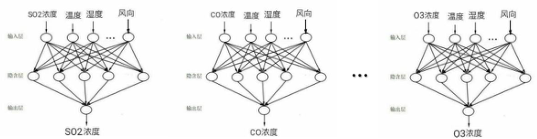 SO2浓度 温度 湿度 ... 风向
输入层
隐含层
输出层
SO2浓度
CO浓度 温度 湿度 ... 风向
输入层
隐含层
输出层
CO浓度
...
O3浓度 温度 湿度 ... 风向
输入层
隐含层
输出层
O3浓度